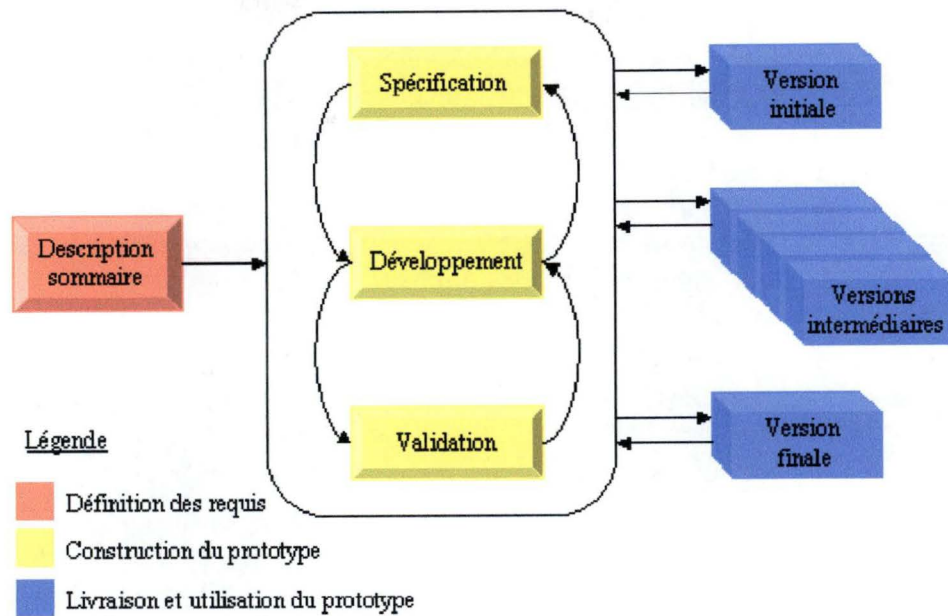 Spécification
Version
initiale
Description
sommaire
Développement
Versions
intermédiaires
Validation
Version
finale
Légende
Définition des requis
Construction du prototype
Livraison et utilisation du prototype